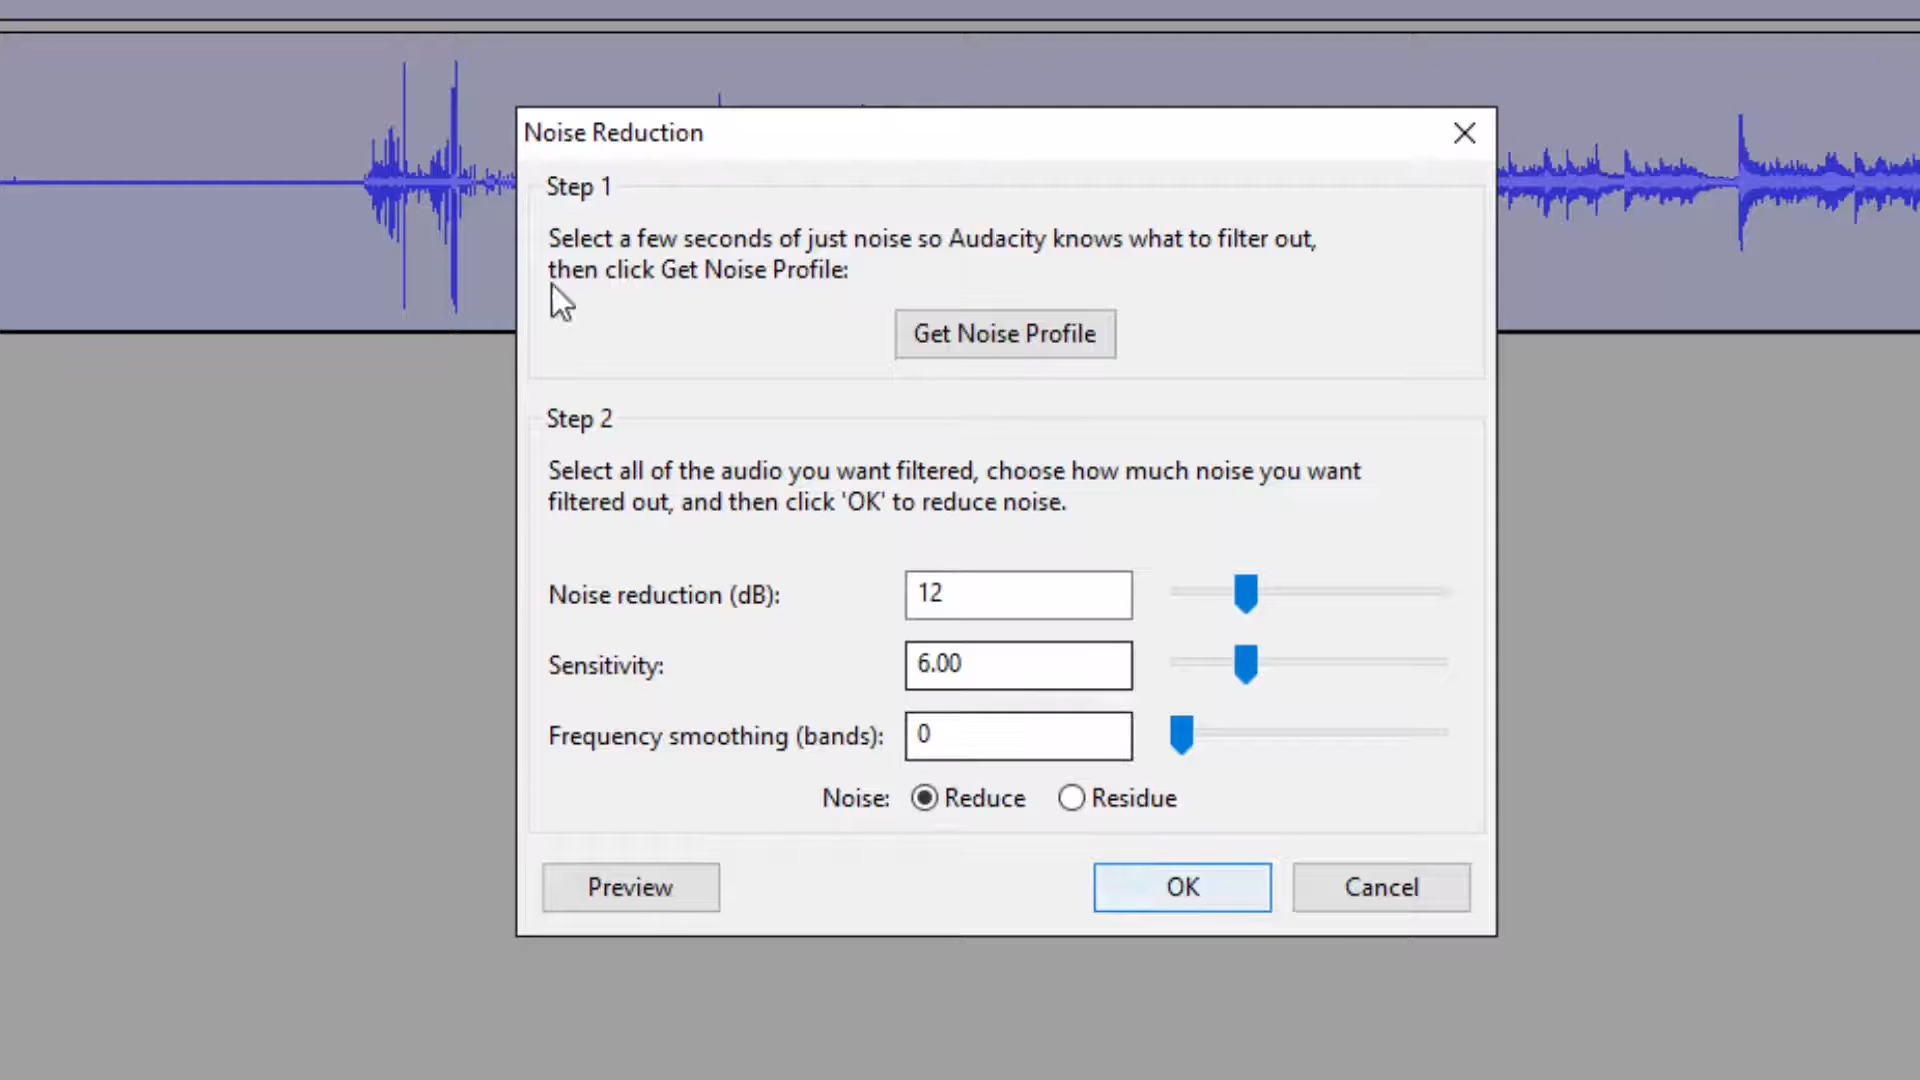 Noise Reduction
Step 1
Select a few seconds of just noise so Audacity knows what to filter out,
then click Get Noise Profile:
Get Noise Profile
Step 2
Select all of the audio you want filtered, choose how much noise you want
filtered out, and then click 'OK' to reduce noise.
Noise reduction (dB): 12
Sensitivity: 6.00
Frequency smoothing (bands): 0
Noise: Reduce Residue
Preview OK Cancel